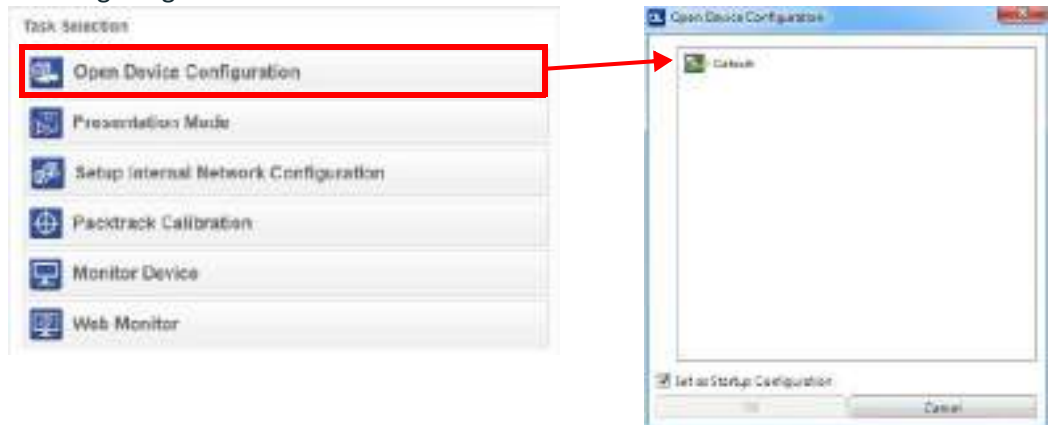 Task Selection
Open Device Configuration
Presentation Mode
Setup Internal Network Configuration
Packtrack Calibration
Monitor Device
Web Monitor
Open Device Configuration
Default
Set as Startup Configuration
Cancel